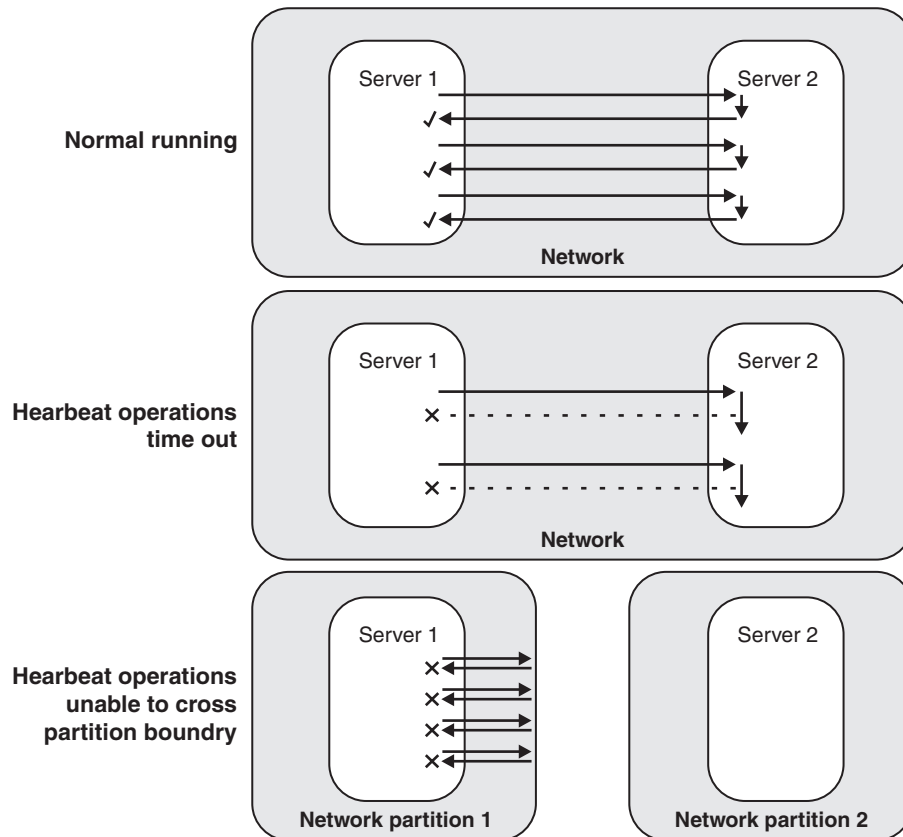 Server 1
Server 2
Normal running
Network
Server 1
Server 2
Hearbeat operations
time out
Network
Server 1
Server 2
Hearbeat operations
unable to cross
partition boundry
Network partition 1
Network partition 2